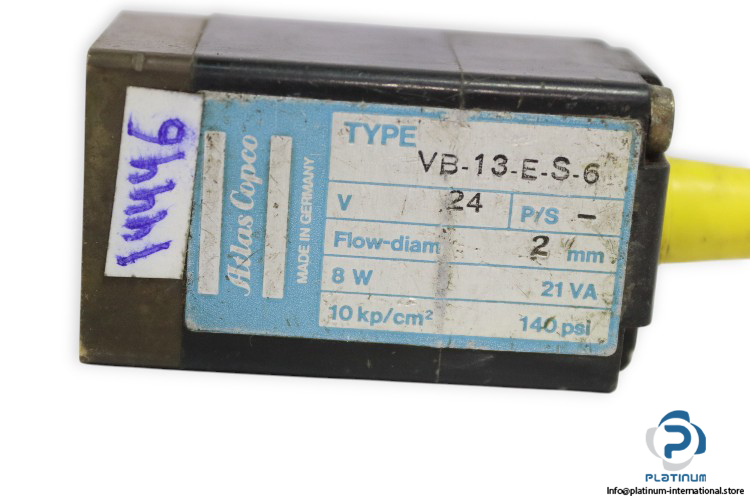 14446
Atlas Copco
MADE IN GERMANY
TYPE
VB-13-E-S-6
V 24 P/S -
Flow-diam 2 mm
8 W 21 VA
10 kp/cm² 140 psi
PLATINUM
Info@platinum-international.store